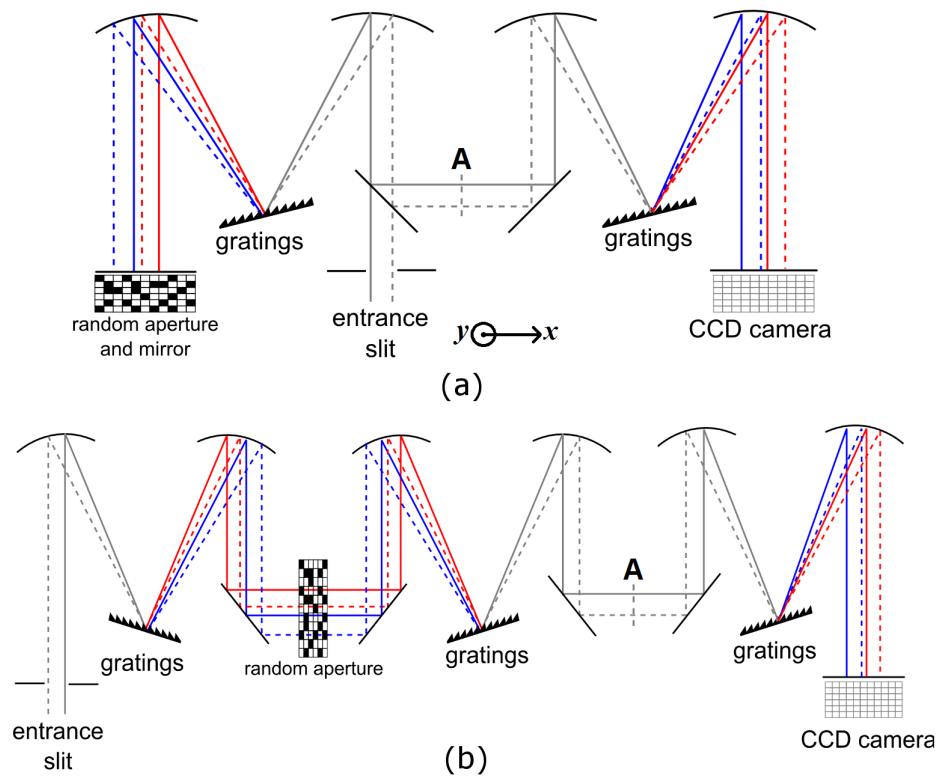 A
gratings
gratings
random aperture
and mirror
entrance
slit
y x
CCD camera
(a)
A
gratings
random aperture
gratings
gratings
entrance
slit
CCD camera
(b)